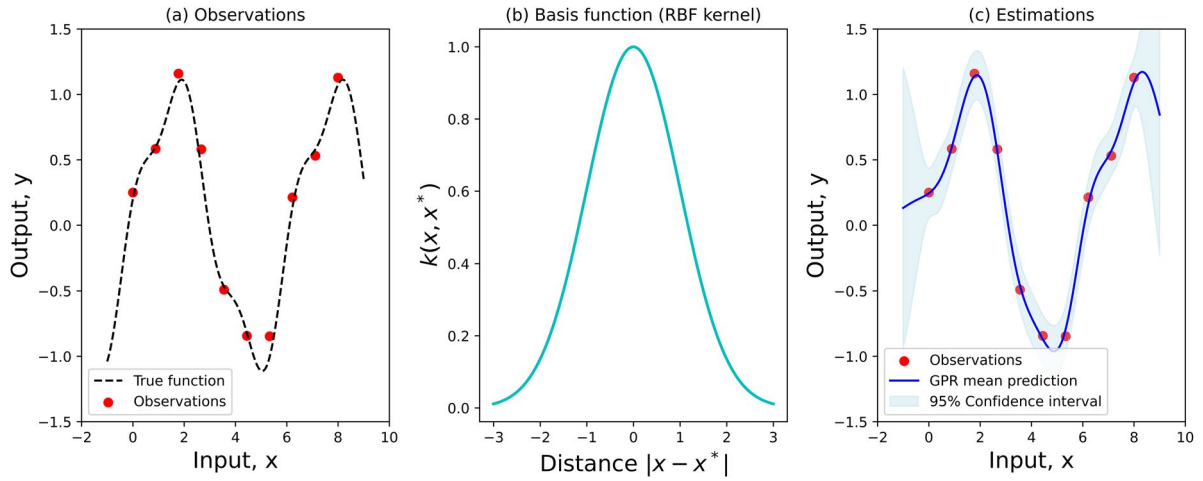 (a) Observations
Output, y
1.5
1.0
0.5
0.0
−0.5
−1.0
−1.5
True function
Observations
−2
0
2
4
6
8
10
Input, x
(b) Basis function (RBF kernel)
k(x, x*)
1.0
0.8
0.6
0.4
0.2
0.0
−3
−2
−1
0
1
2
3
Distance |x − x*|
(c) Estimations
Output, y
1.5
1.0
0.5
0.0
−0.5
−1.0
−1.5
Observations
GPR mean prediction
95% Confidence interval
−2
0
2
4
6
8
10
Input, x